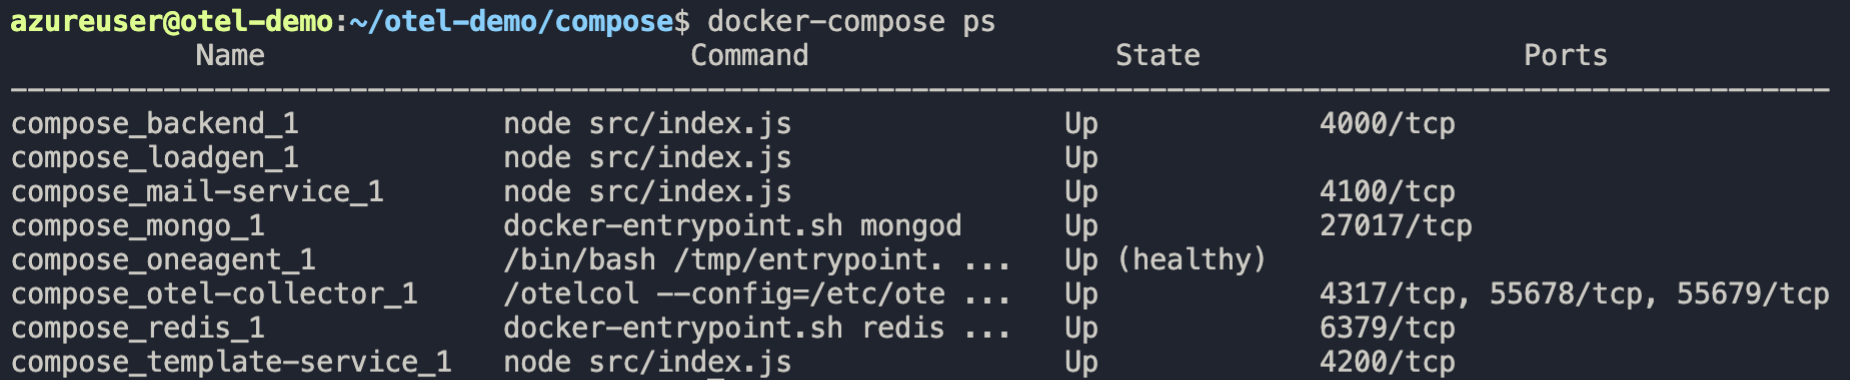 azureuser@otel-demo:~/otel-demo/compose$ docker-compose ps
Name Command State Ports
--------------------------------------------------------------------------------------------------------------
compose_backend_1 node src/index.js Up 4000/tcp
compose_loadgen_1 node src/index.js Up
compose_mail-service_1 node src/index.js Up 4100/tcp
compose_mongo_1 docker-entrypoint.sh mongod Up 27017/tcp
compose_oneagent_1 /bin/bash /tmp/entrypoint. ... Up (healthy)
compose_otel-collector_1 /otelcol --config=/etc/ote ... Up 4317/tcp, 55678/tcp, 55679/tcp
compose_redis_1 docker-entrypoint.sh redis ... Up 6379/tcp
compose_template-service_1 node src/index.js Up 4200/tcp